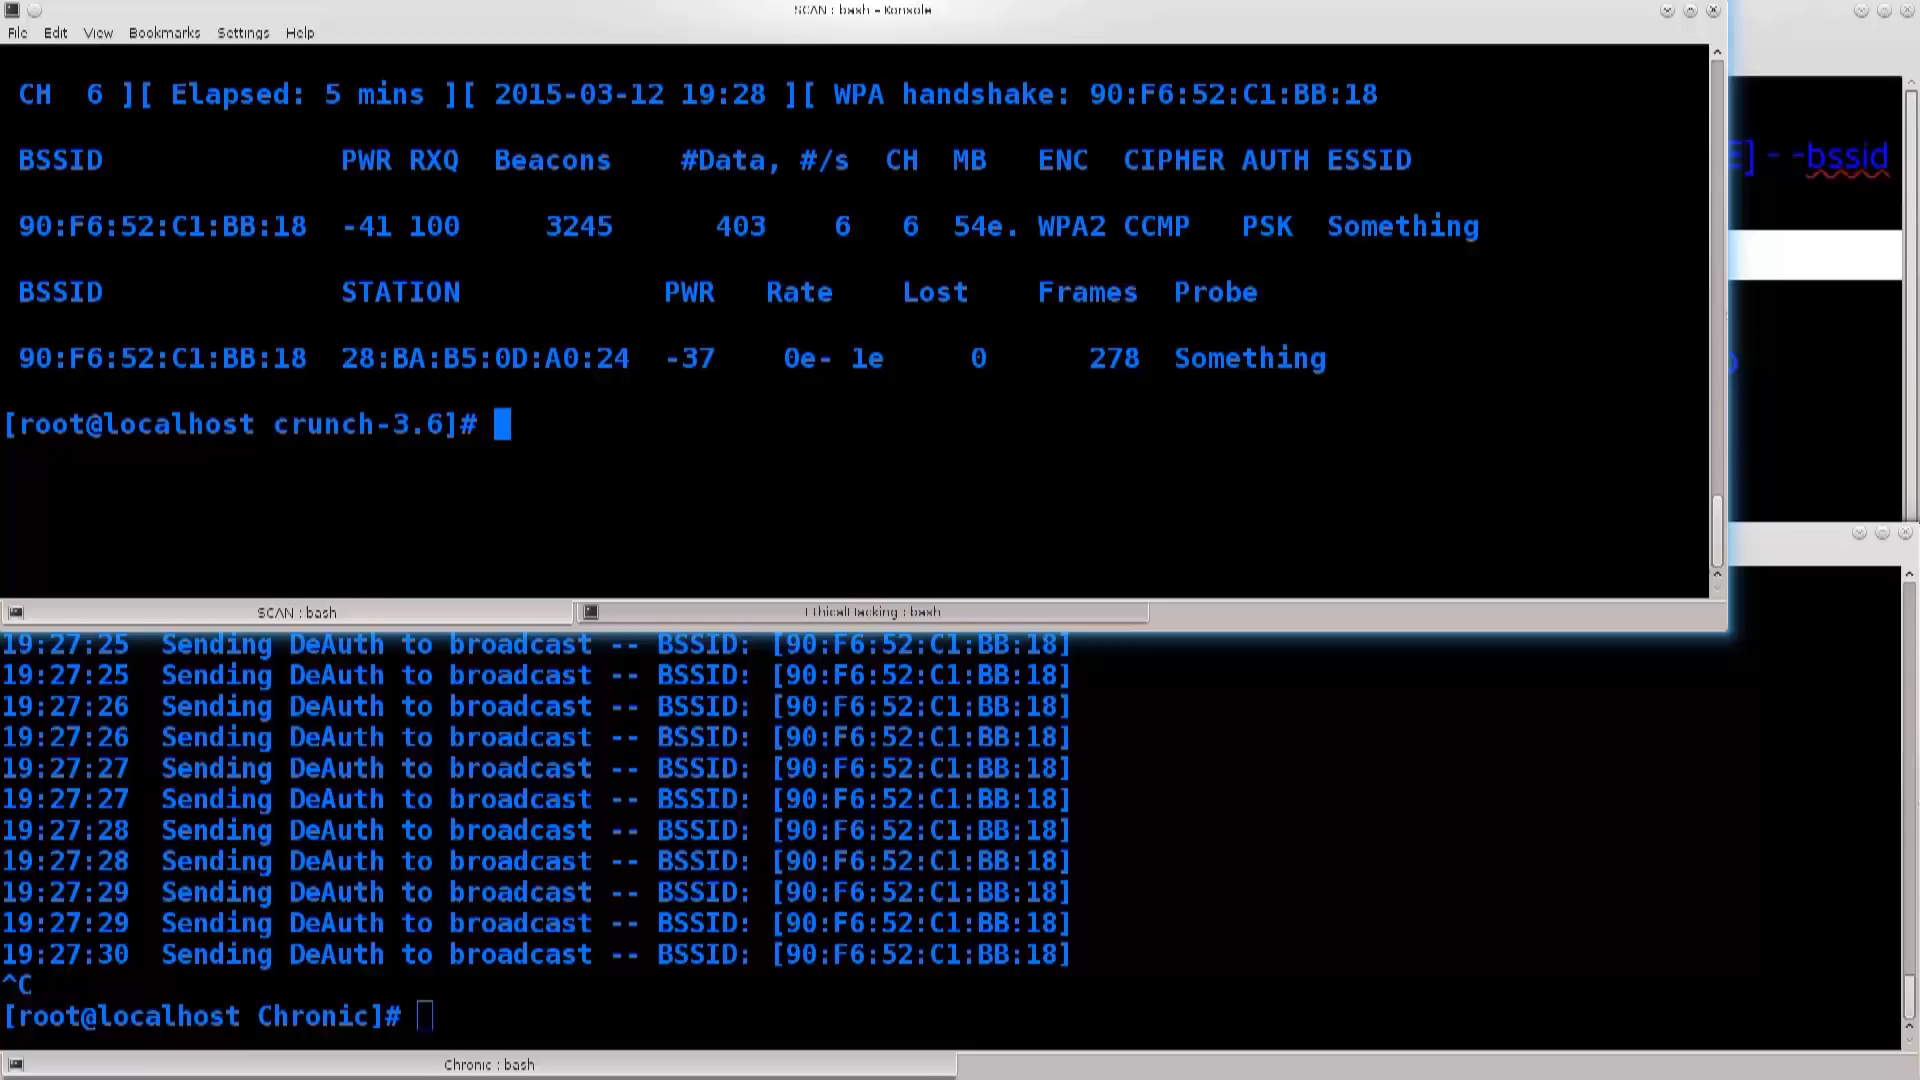 SCAN : bash – Konsole
File Edit View Bookmarks Settings Help
CH 6 ][ Elapsed: 5 mins ][ 2015-03-12 19:28 ][ WPA handshake: 90:F6:52:C1:BB:18
BSSID PWR RXQ Beacons #Data, #/s CH MB ENC CIPHER AUTH ESSID
90:F6:52:C1:BB:18 -41 100 3245 403 6 6 54e. WPA2 CCMP PSK Something
BSSID STATION PWR Rate Lost Frames Probe
90:F6:52:C1:BB:18 28:BA:B5:0D:A0:24 -37 0e- 1e 0 278 Something
[root@localhost crunch-3.6]#
] - -bssid
SCAN : bash EthicalHacking : bash
19:27:25 Sending DeAuth to broadcast -- BSSID: [90:F6:52:C1:BB:18]
19:27:25 Sending DeAuth to broadcast -- BSSID: [90:F6:52:C1:BB:18]
19:27:26 Sending DeAuth to broadcast -- BSSID: [90:F6:52:C1:BB:18]
19:27:26 Sending DeAuth to broadcast -- BSSID: [90:F6:52:C1:BB:18]
19:27:27 Sending DeAuth to broadcast -- BSSID: [90:F6:52:C1:BB:18]
19:27:27 Sending DeAuth to broadcast -- BSSID: [90:F6:52:C1:BB:18]
19:27:28 Sending DeAuth to broadcast -- BSSID: [90:F6:52:C1:BB:18]
19:27:28 Sending DeAuth to broadcast -- BSSID: [90:F6:52:C1:BB:18]
19:27:29 Sending DeAuth to broadcast -- BSSID: [90:F6:52:C1:BB:18]
19:27:29 Sending DeAuth to broadcast -- BSSID: [90:F6:52:C1:BB:18]
19:27:30 Sending DeAuth to broadcast -- BSSID: [90:F6:52:C1:BB:18]
^C
[root@localhost Chronic]#
Chronic : bash